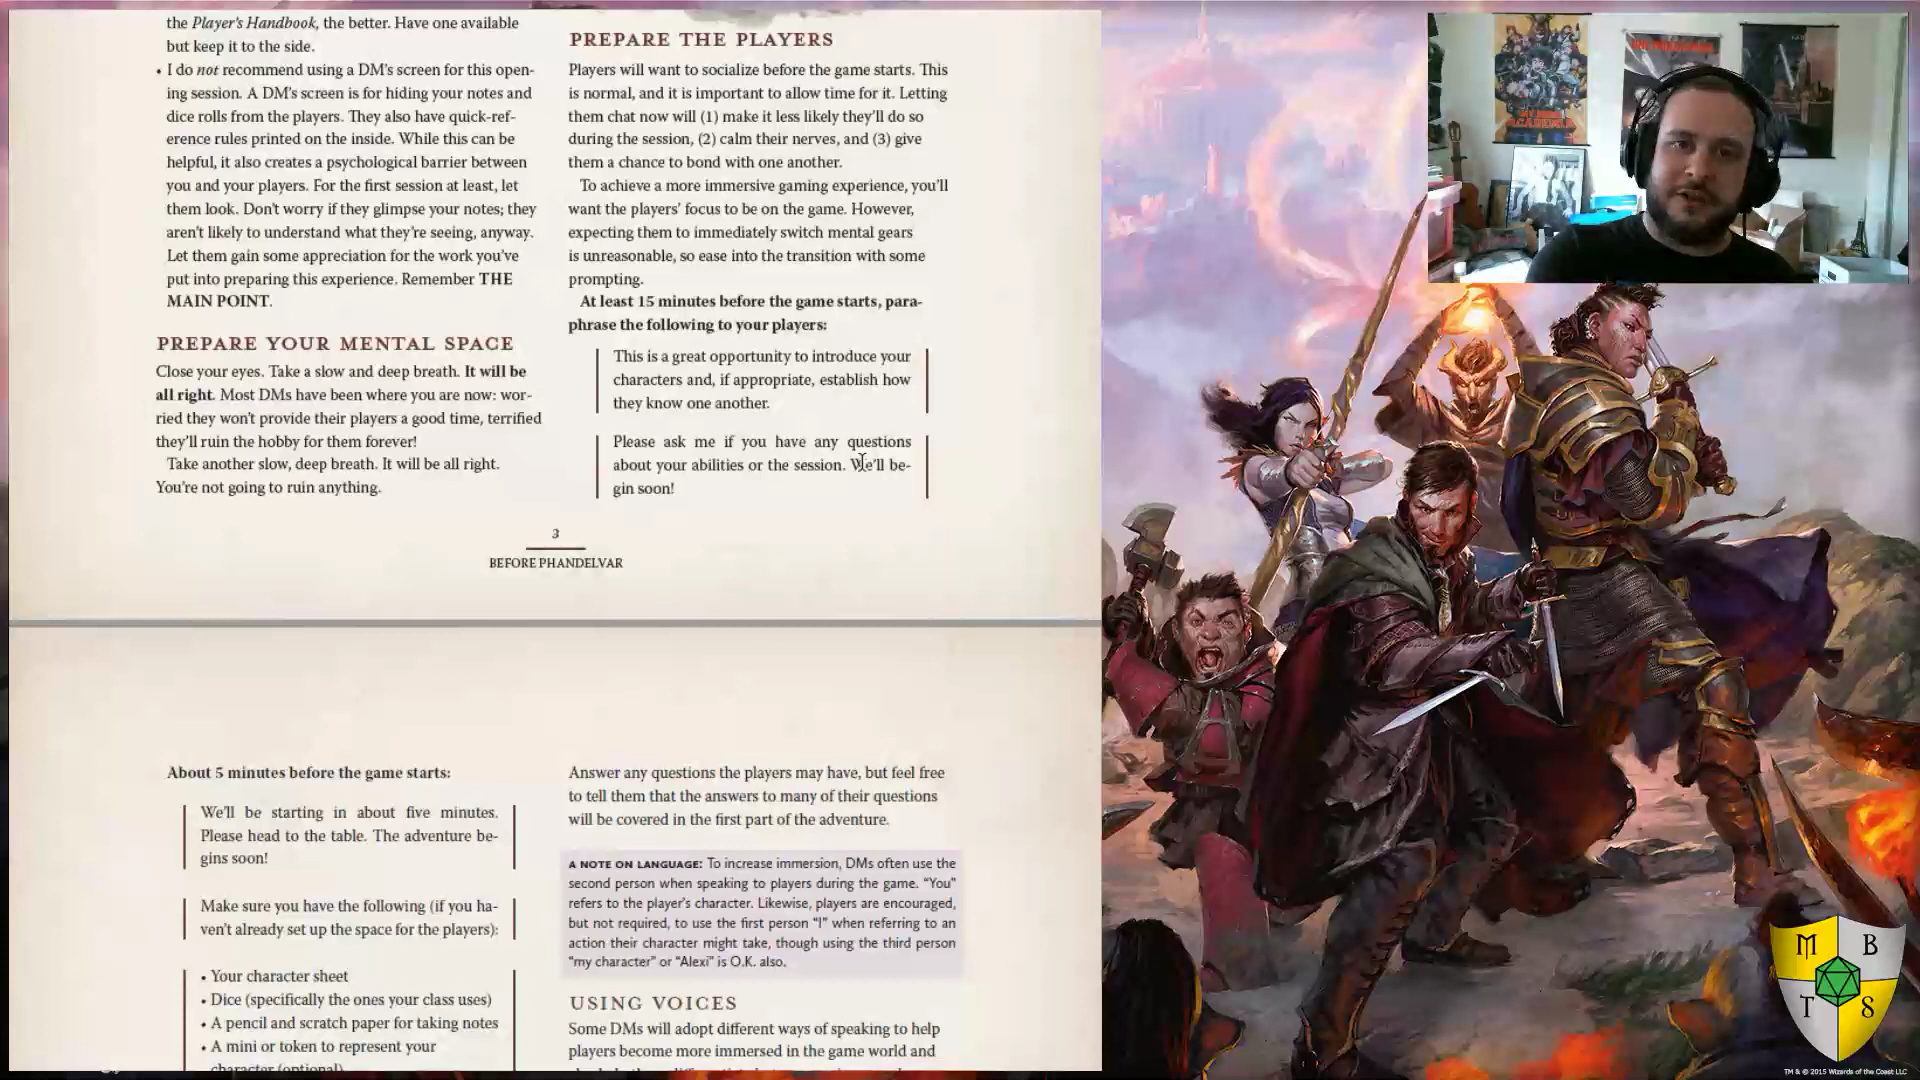 the Player's Handbook, the better. Have one available
but keep it to the side.
• I do not recommend using a DM's screen for this open-
ing session. A DM's screen is for hiding your notes and
dice rolls from the players. They also have quick-ref-
erence rules printed on the inside. While this can be
helpful, it also creates a psychological barrier between
you and your players. For the first session at least, let
them look. Don't worry if they glimpse your notes; they
aren't likely to understand what they're seeing, anyway.
Let them gain some appreciation for the work you've
put into preparing this experience. Remember THE
MAIN POINT.
PREPARE YOUR MENTAL SPACE
Close your eyes. Take a slow and deep breath. It will be
all right. Most DMs have been where you are now: wor-
ried they won't provide their players a good time, terrified
they'll ruin the hobby for them forever!
Take another slow, deep breath. It will be all right.
You're not going to ruin anything.
PREPARE THE PLAYERS
Players will want to socialize before the game starts. This
is normal, and it is important to allow time for it. Letting
them chat now will (1) make it less likely they'll do so
during the session, (2) calm their nerves, and (3) give
them a chance to bond with one another.
To achieve a more immersive gaming experience, you'll
want the players' focus to be on the game. However,
expecting them to immediately switch mental gears
is unreasonable, so ease into the transition with some
prompting.
At least 15 minutes before the game starts, para-
phrase the following to your players:
This is a great opportunity to introduce your
characters and, if appropriate, establish how
they know one another.
Please ask me if you have any questions
about your abilities or the session. We'll be-
gin soon!
3
BEFORE PHANDELVAR
About 5 minutes before the game starts:
We'll be starting in about five minutes.
Please head to the table. The adventure be-
gins soon!
Make sure you have the following (if you ha-
ven't already set up the space for the players):
• Your character sheet
• Dice (specifically the ones your class uses)
• A pencil and scratch paper for taking notes
• A mini or token to represent your
character (optional)
Answer any questions the players may have, but feel free
to tell them that the answers to many of their questions
will be covered in the first part of the adventure.
A NOTE ON LANGUAGE: To increase immersion, DMs often use the
second person when speaking to players during the game. "You"
refers to the player's character. Likewise, players are encouraged,
but not required, to use the first person "I" when referring to an
action their character might take, though using the third person
"my character" or "Alexi" is O.K. also.
USING VOICES
Some DMs will adopt different ways of speaking to help
players become more immersed in the game world and
ACADEMIA
M B
T S
TM & © 2015 Wizards of the Coast LLC